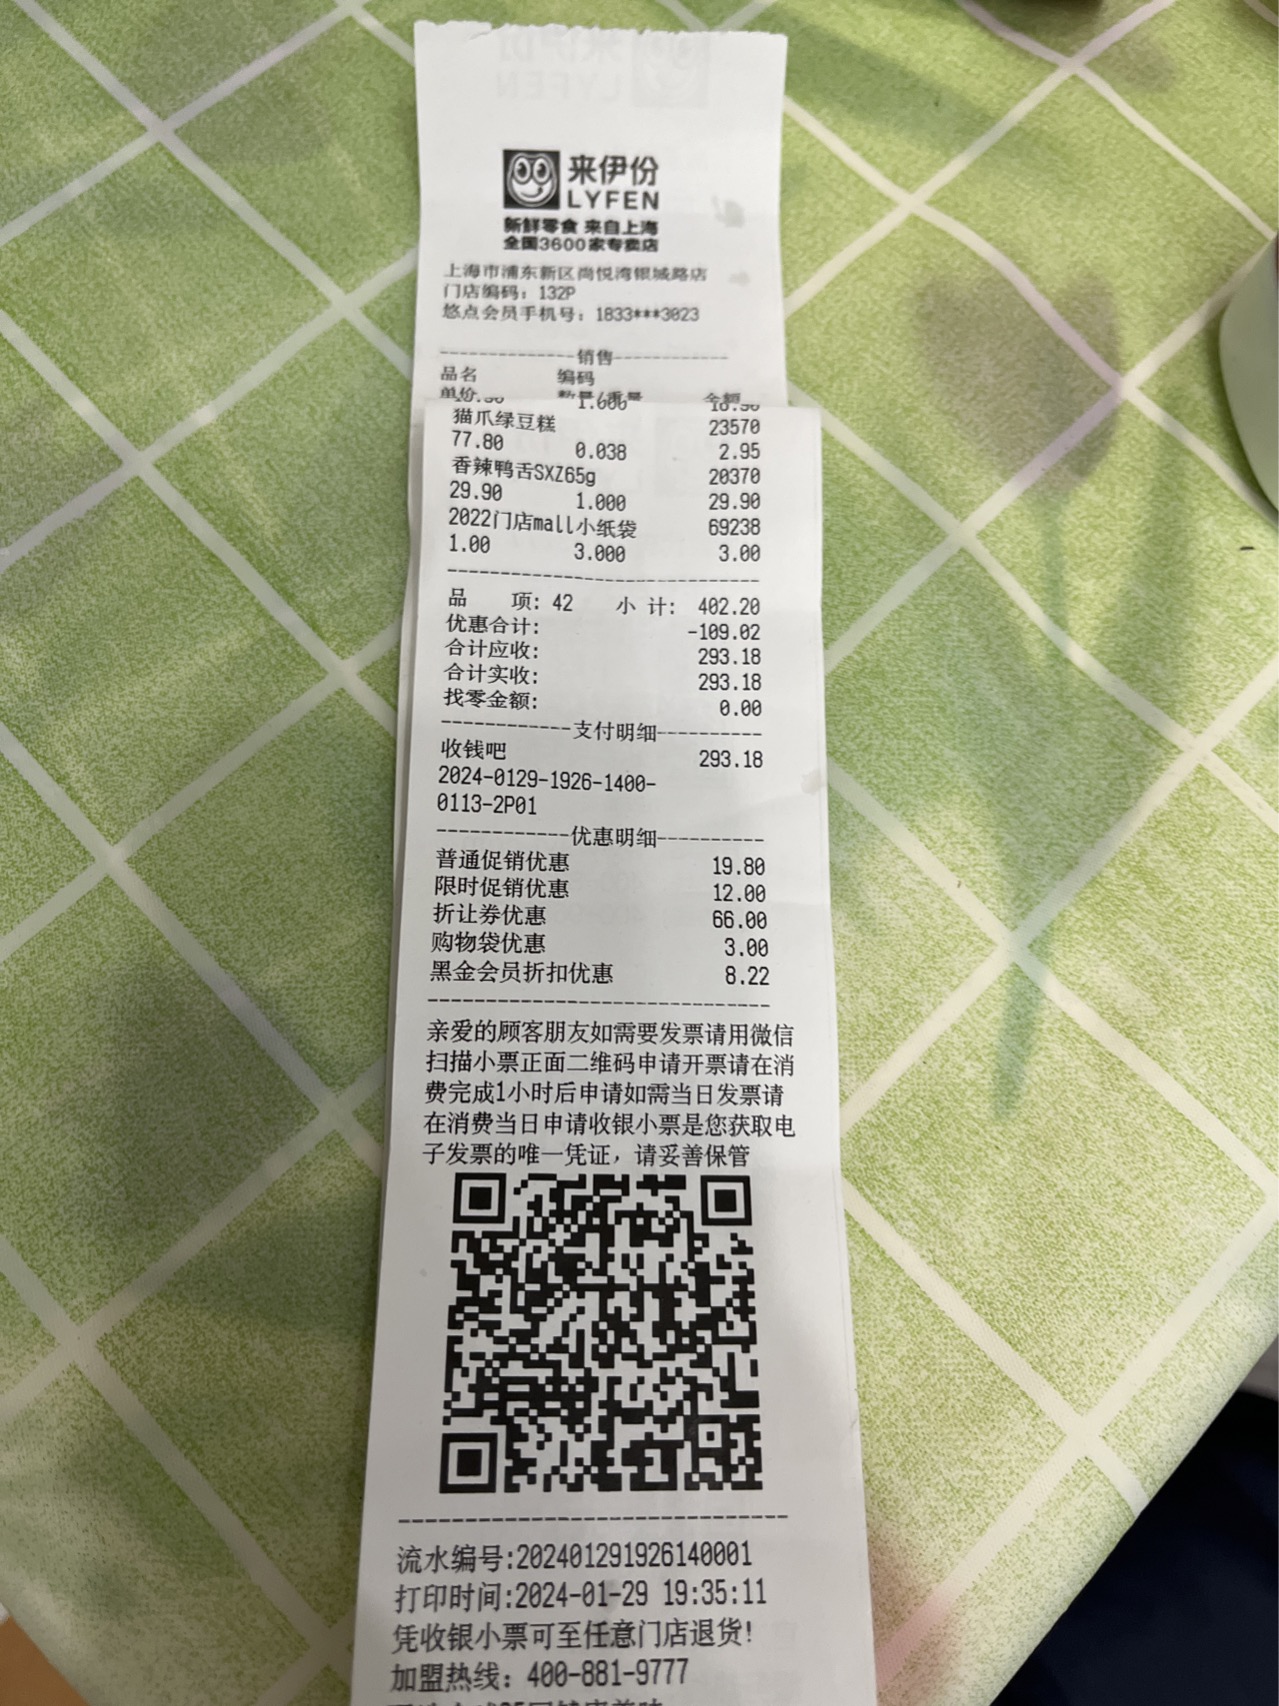 来伊份
LYFEN
新鲜零食 来自上海
全国3600家专卖店
上海市浦东新区尚悦湾银城路店
门店编码：132P
悠点会员手机号：1833***3023
--------------销售------------
品名 编码
单价 数量/重量 金额
猫爪绿豆糕 23570
77.80 0.038 2.95
香辣鸭舌SXZ65g 20370
29.90 1.000 29.90
2022门店mall小纸袋 69238
1.00 3.000 3.00
品 项: 42 小 计: 402.20
优惠合计: -109.02
合计应收: 293.18
合计实收: 293.18
找零金额: 0.00
------------支付明细----------
收钱吧 293.18
2024-0129-1926-1400-
0113-2P01
------------优惠明细----------
普通促销优惠 19.80
限时促销优惠 12.00
折让券优惠 66.00
购物袋优惠 3.00
黑金会员折扣优惠 8.22
亲爱的顾客朋友如需要发票请用微信
扫描小票正面二维码申请开票请在消
费完成1小时后申请如需当日发票请
在消费当日申请收银小票是您获取电
子发票的唯一凭证，请妥善保管
流水编号:202401291926140001
打印时间:2024-01-29 19:35:11
凭收银小票可至任意门店退货!
加盟热线：400-881-9777